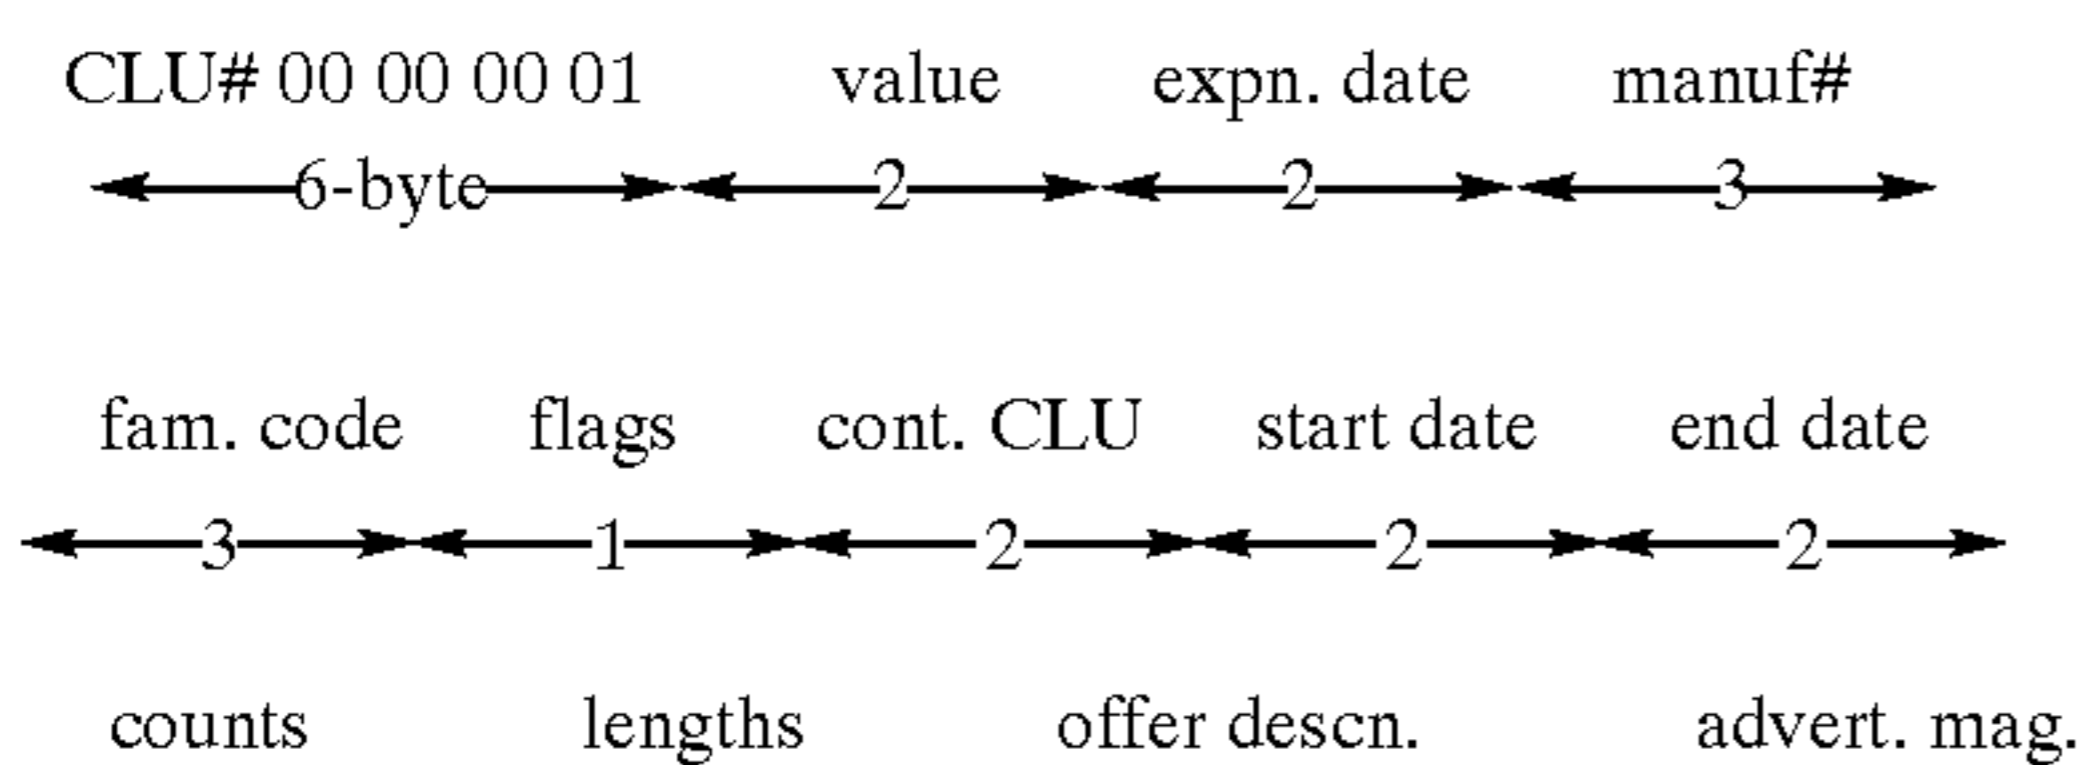 CLU# 00 00 00 01 value expn. date manuf#
6-byte 2 2 3
fam. code flags cont. CLU start date end date
3 1 2 2 2
counts lengths offer descn. advert. mag.